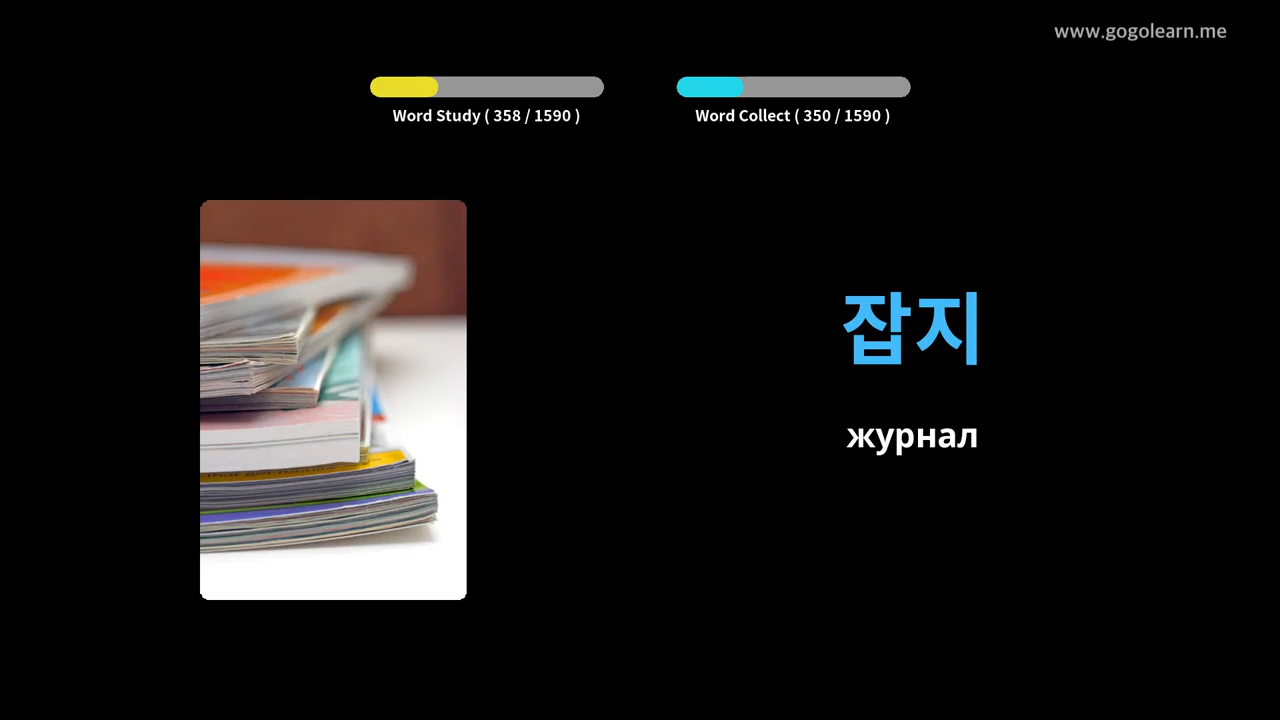 www.gogolearn.me
Word Study ( 358 / 1590 )
Word Collect ( 350 / 1590 )
잡지
журнал